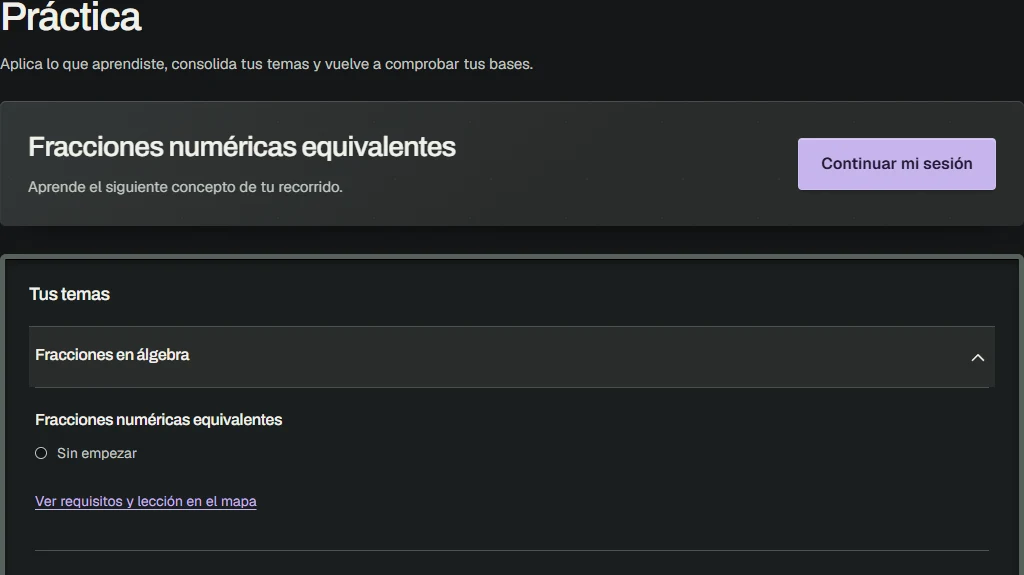 Práctica
Aplica lo que aprendiste, consolida tus temas y vuelve a comprobar tus bases.
Fracciones numéricas equivalentes
Aprende el siguiente concepto de tu recorrido.
Continuar mi sesión
Tus temas
Fracciones en álgebra
Fracciones numéricas equivalentes
Sin empezar
Ver requisitos y lección en el mapa